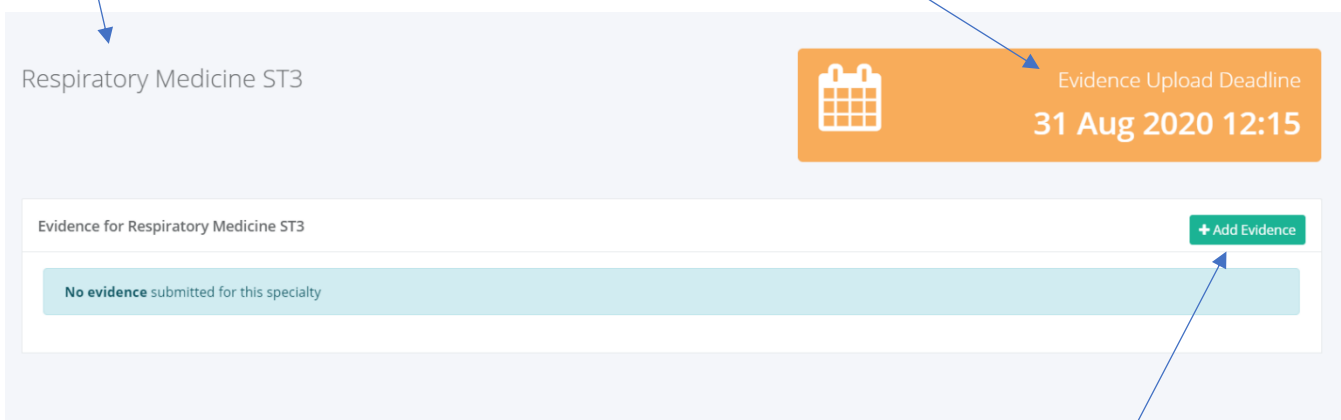 Respiratory Medicine ST3
Evidence Upload Deadline
31 Aug 2020 12:15
Evidence for Respiratory Medicine ST3
+ Add Evidence
No evidence submitted for this specialty